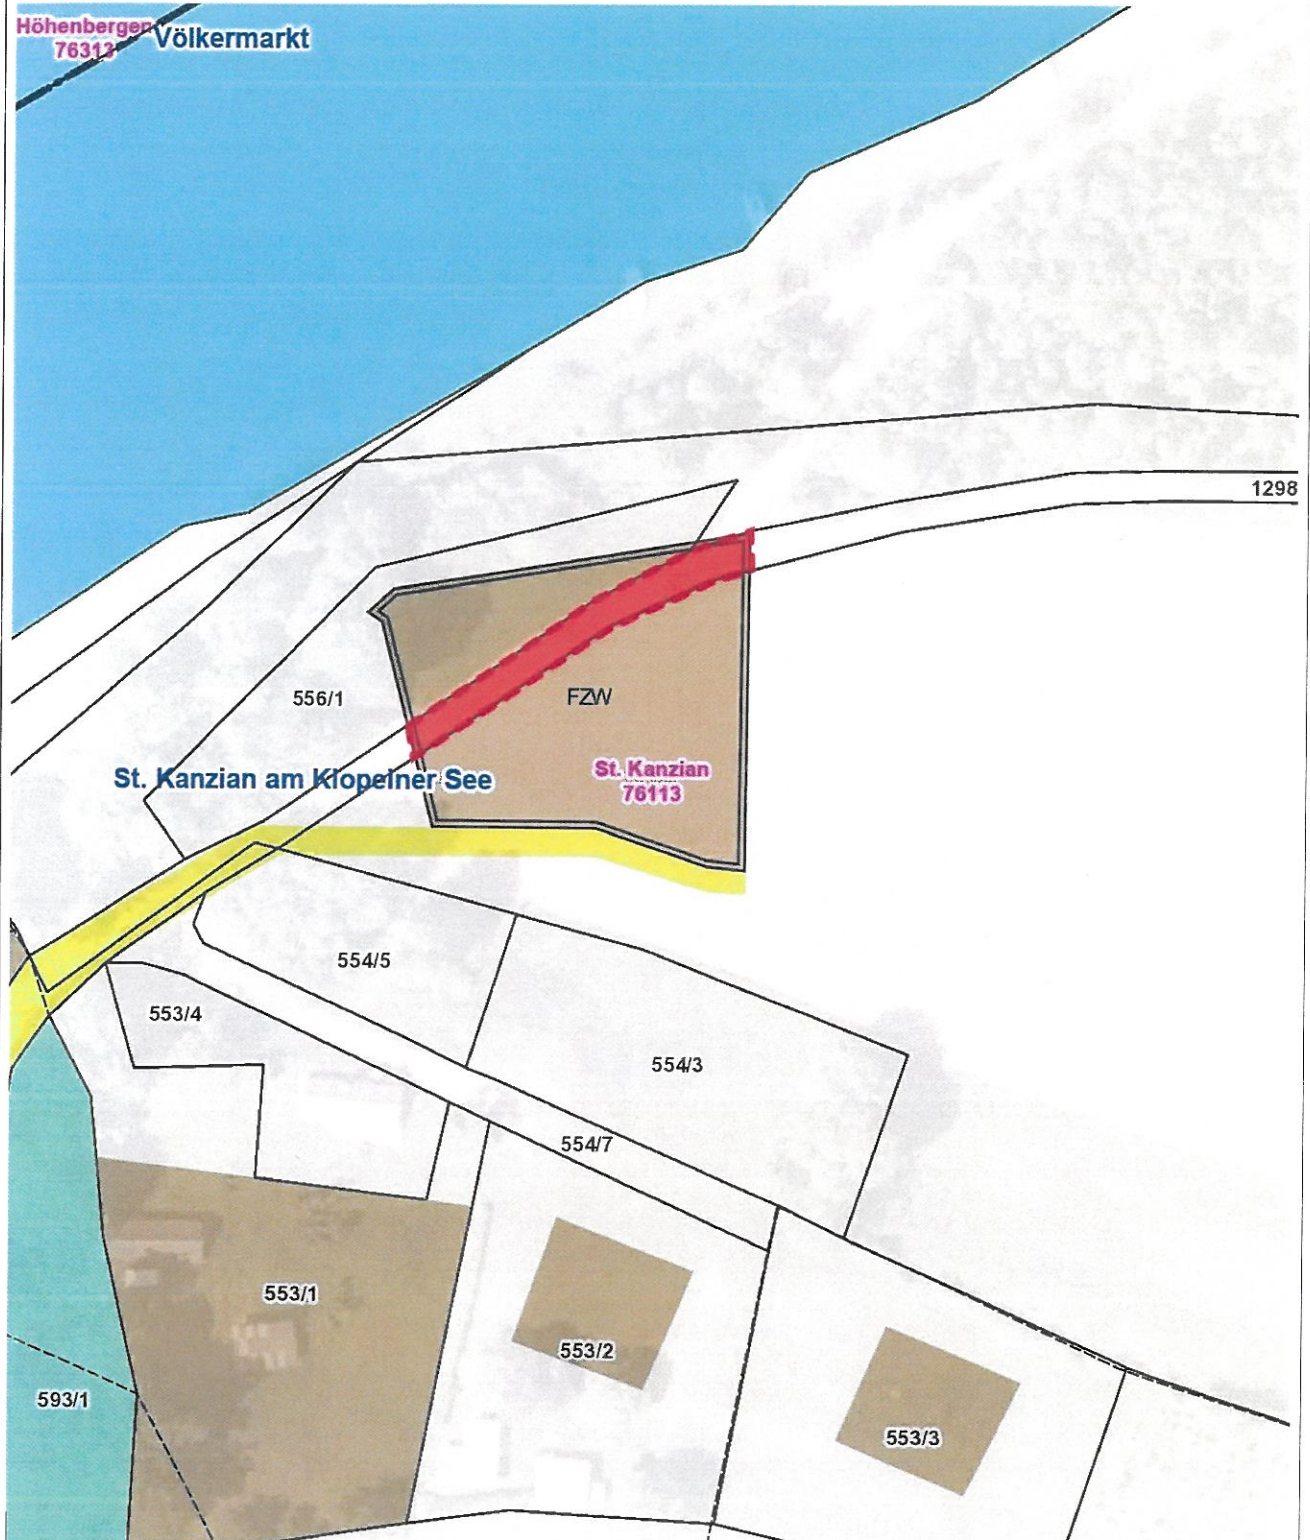 Höhenbergen
76313
Völkermarkt
1298
556/1
FZW
St. Kanzian
76113
St. Kanzian am Klopeiner See
554/5
553/4
554/3
554/7
553/1
553/2
593/1
553/3